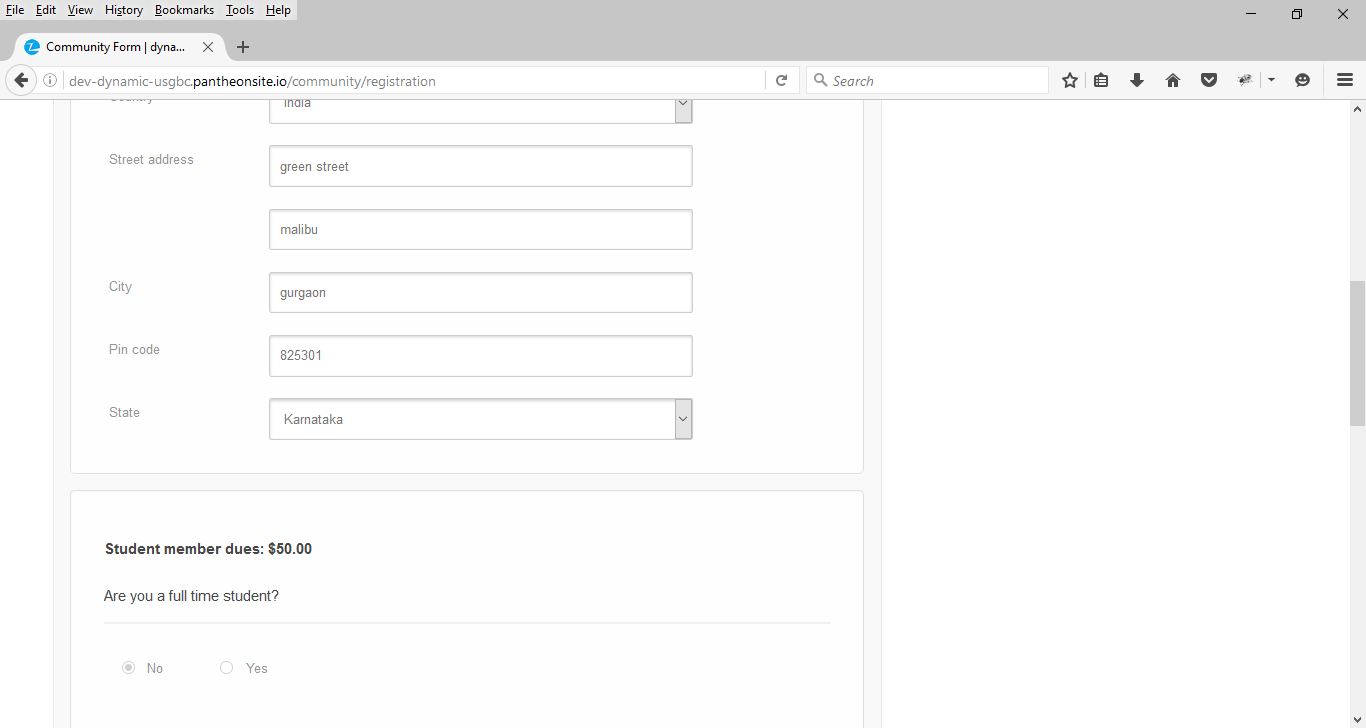 File Edit View History Bookmarks Tools Help
Community Form | dyna...
dev-dynamic-usgbc.pantheonsite.io/community/registration
Search
Country
India
Street address
green street
malibu
City
gurgaon
Pin code
825301
State
Karnataka
Student member dues: $50.00
Are you a full time student?
No Yes